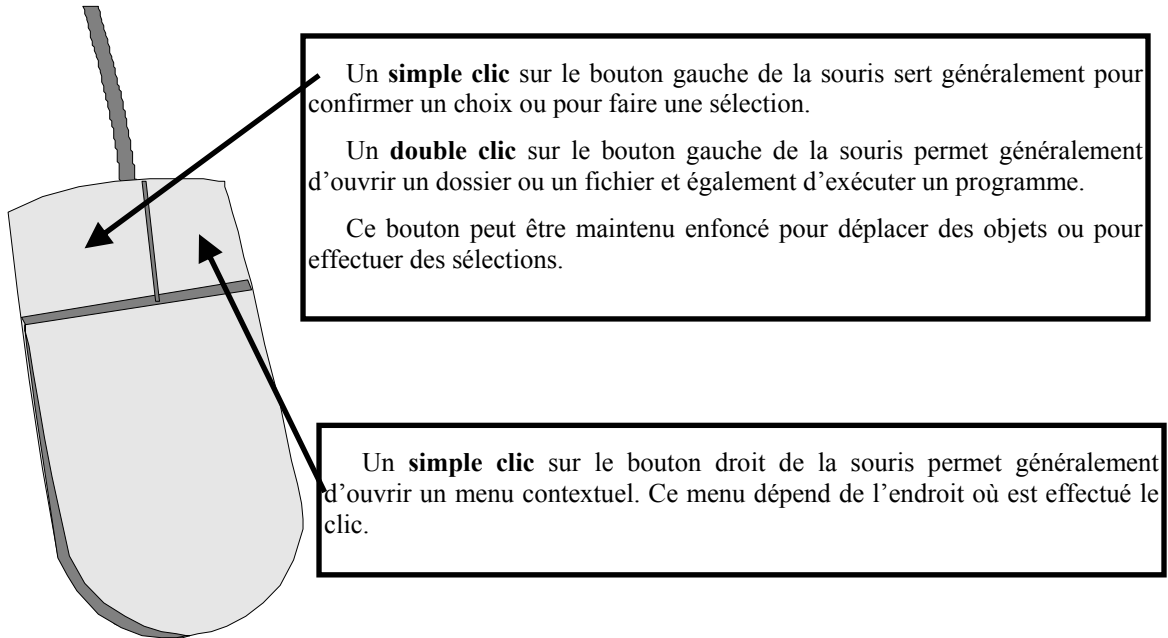 Un simple clic sur le bouton gauche de la souris sert généralement pour
confirmer un choix ou pour faire une sélection.
Un double clic sur le bouton gauche de la souris permet généralement
d’ouvrir un dossier ou un fichier et également d’exécuter un programme.
Ce bouton peut être maintenu enfoncé pour déplacer des objets ou pour
effectuer des sélections.
Un simple clic sur le bouton droit de la souris permet généralement
d’ouvrir un menu contextuel. Ce menu dépend de l’endroit où est effectué le
clic.